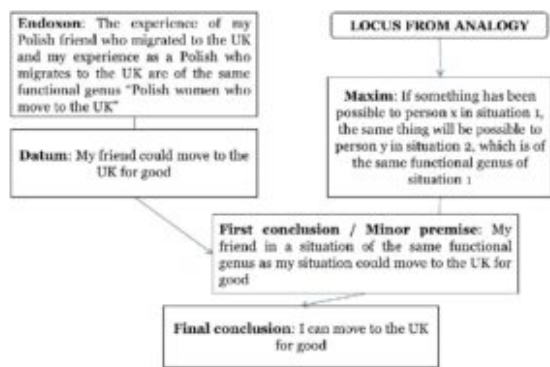 Endoxon: The experience of my
Polish friend who migrated to the UK
and my experience as a Polish who
migrates to the UK are of the same
functional genus "Polish women who
move to the UK"
Datum: My friend could move to the
UK for good
LOCUS FROM ANALOGY
Maxim: If something has been
possible to person x in situation 1,
the same thing will be possible to
person y in situation 2, which is of
the same functional genus of
situation 1
First conclusion / Minor premise: My
friend in a situation of the same functional
genus as my situation could move to the UK for
good
Final conclusion: I can move to the UK
for good